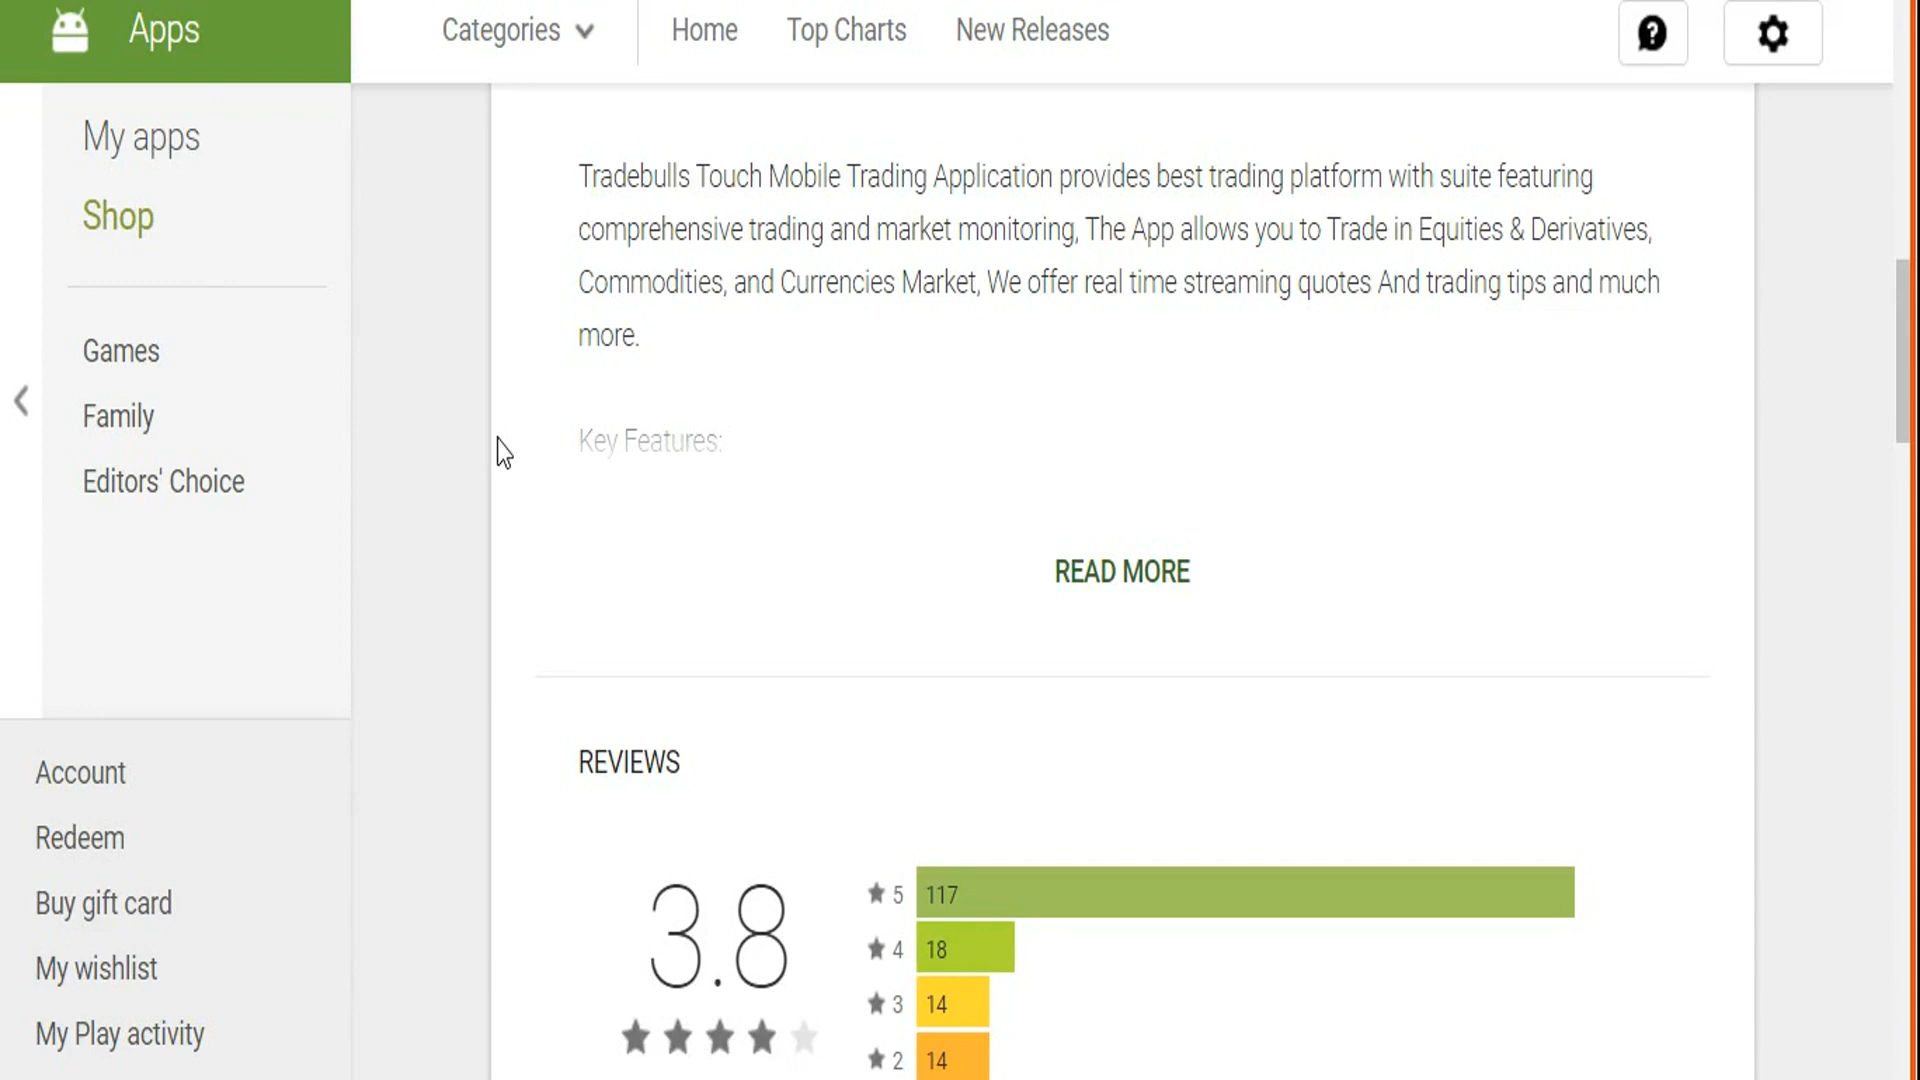 Apps
Categories
Home
Top Charts
New Releases
My apps
Shop
Games
Family
Editors' Choice
Account
Redeem
Buy gift card
My wishlist
My Play activity
Tradebulls Touch Mobile Trading Application provides best trading platform with suite featuring
comprehensive trading and market monitoring, The App allows you to Trade in Equities & Derivatives,
Commodities, and Currencies Market, We offer real time streaming quotes And trading tips and much
more.
Key Features:
READ MORE
REVIEWS
3.8
5 117
4 18
3 14
2 14